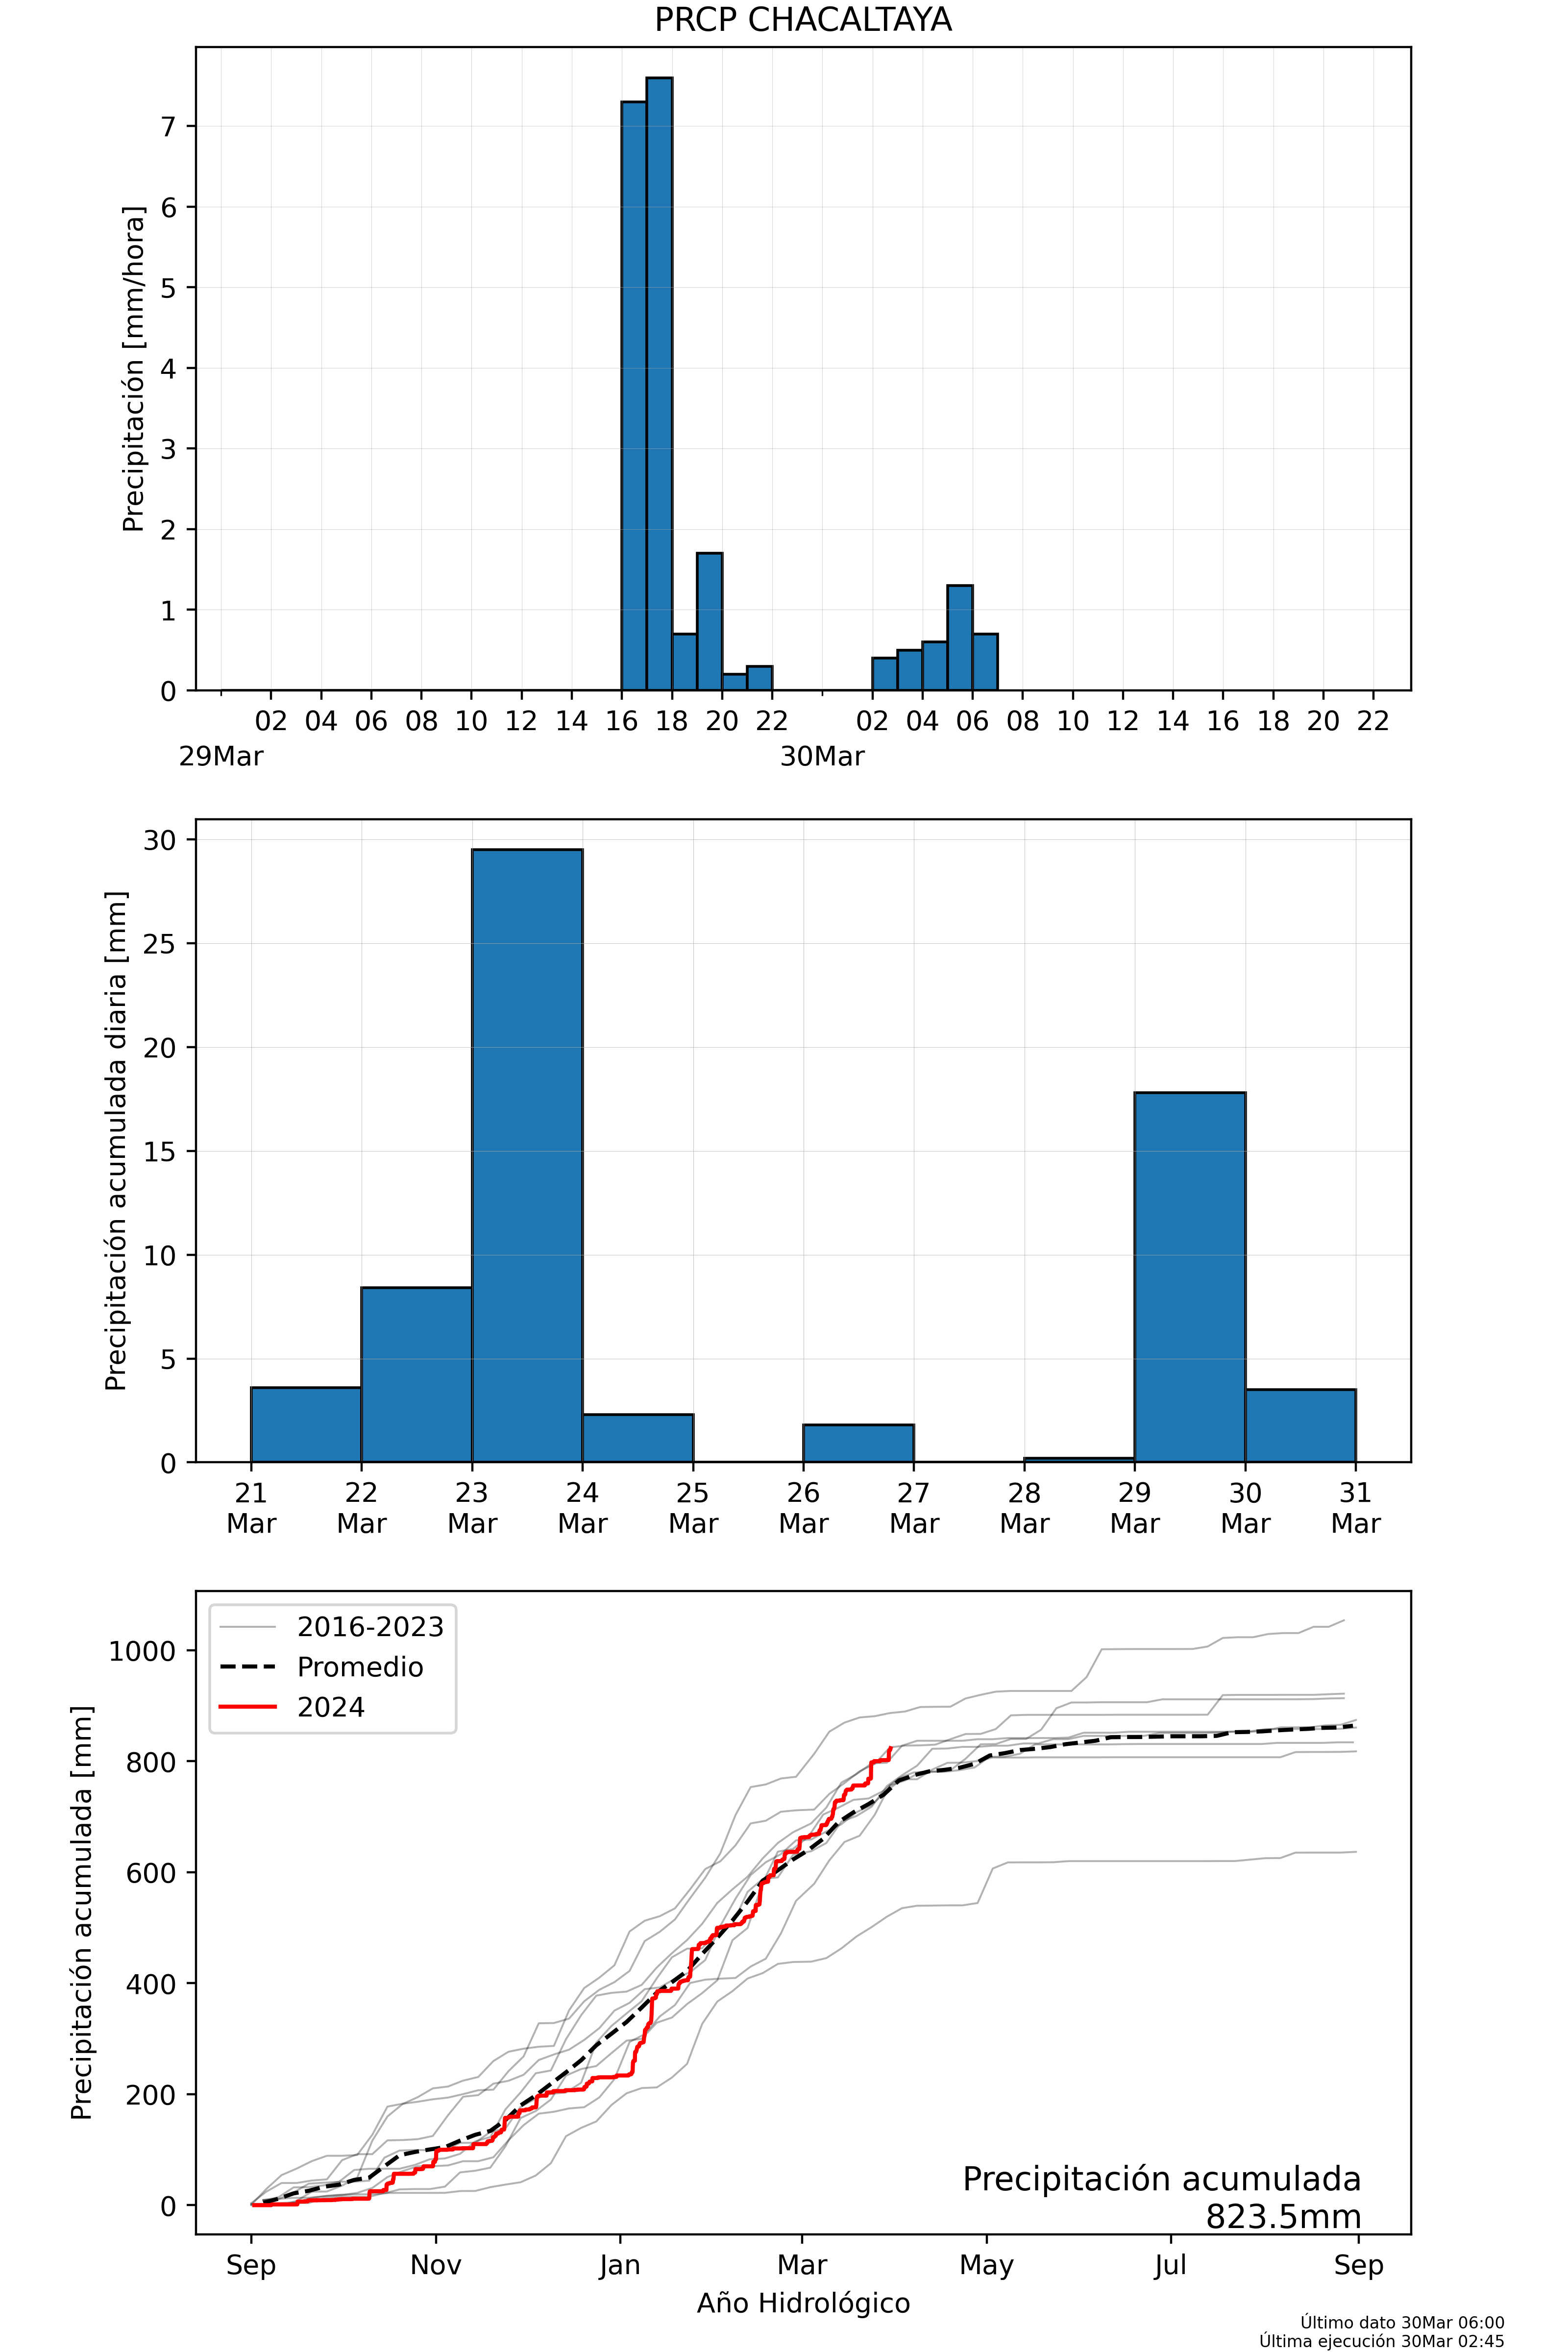 PRCP CHACALTAYA
Precipitación [mm/hora]
7
6
5
4
3
2
1
0
02 04 06 08 10 12 14 16 18 20 22 02 04 06 08 10 12 14 16 18 20 22
29Mar 30Mar
Precipitación acumulada diaria [mm]
30
25
20
15
10
5
0
21 22 23 24 25 26 27 28 29 30 31
Mar Mar Mar Mar Mar Mar Mar Mar Mar Mar Mar
Precipitación acumulada [mm]
1000
800
600
400
200
0
2016-2023
Promedio
2024
Precipitación acumulada
823.5mm
Sep Nov Jan Mar May Jul Sep
Año Hidrológico
Último dato 30Mar 06:00
Última ejecución 30Mar 02:45